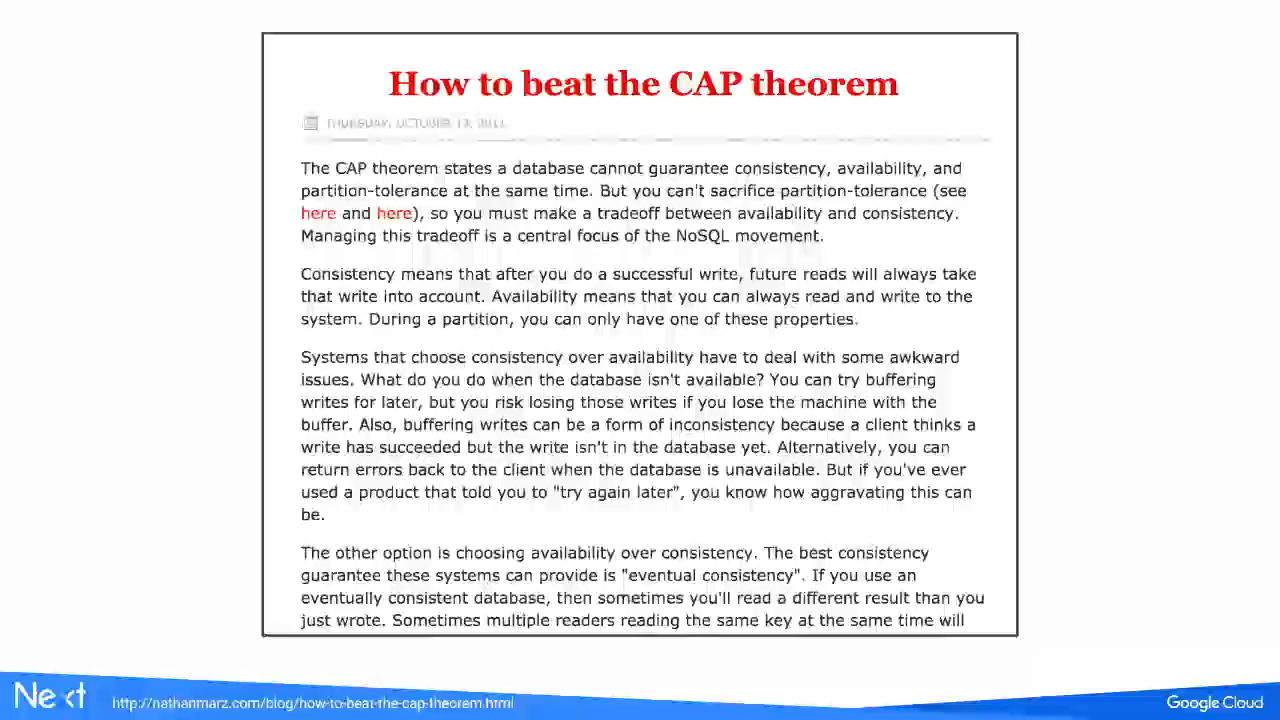 How to beat the CAP theorem
THURSDAY, OCTOBER 13, 2011
The CAP theorem states a database cannot guarantee consistency, availability, and
partition-tolerance at the same time. But you can't sacrifice partition-tolerance (see
here and here), so you must make a tradeoff between availability and consistency.
Managing this tradeoff is a central focus of the NoSQL movement.
Consistency means that after you do a successful write, future reads will always take
that write into account. Availability means that you can always read and write to the
system. During a partition, you can only have one of these properties.
Systems that choose consistency over availability have to deal with some awkward
issues. What do you do when the database isn't available? You can try buffering
writes for later, but you risk losing those writes if you lose the machine with the
buffer. Also, buffering writes can be a form of inconsistency because a client thinks a
write has succeeded but the write isn't in the database yet. Alternatively, you can
return errors back to the client when the database is unavailable. But if you've ever
used a product that told you to "try again later", you know how aggravating this can
be.
The other option is choosing availability over consistency. The best consistency
guarantee these systems can provide is "eventual consistency". If you use an
eventually consistent database, then sometimes you'll read a different result than you
just wrote. Sometimes multiple readers reading the same key at the same time will
Next http://nathanmarz.com/blog/how-to-beat-the-cap-theorem.html Google Cloud